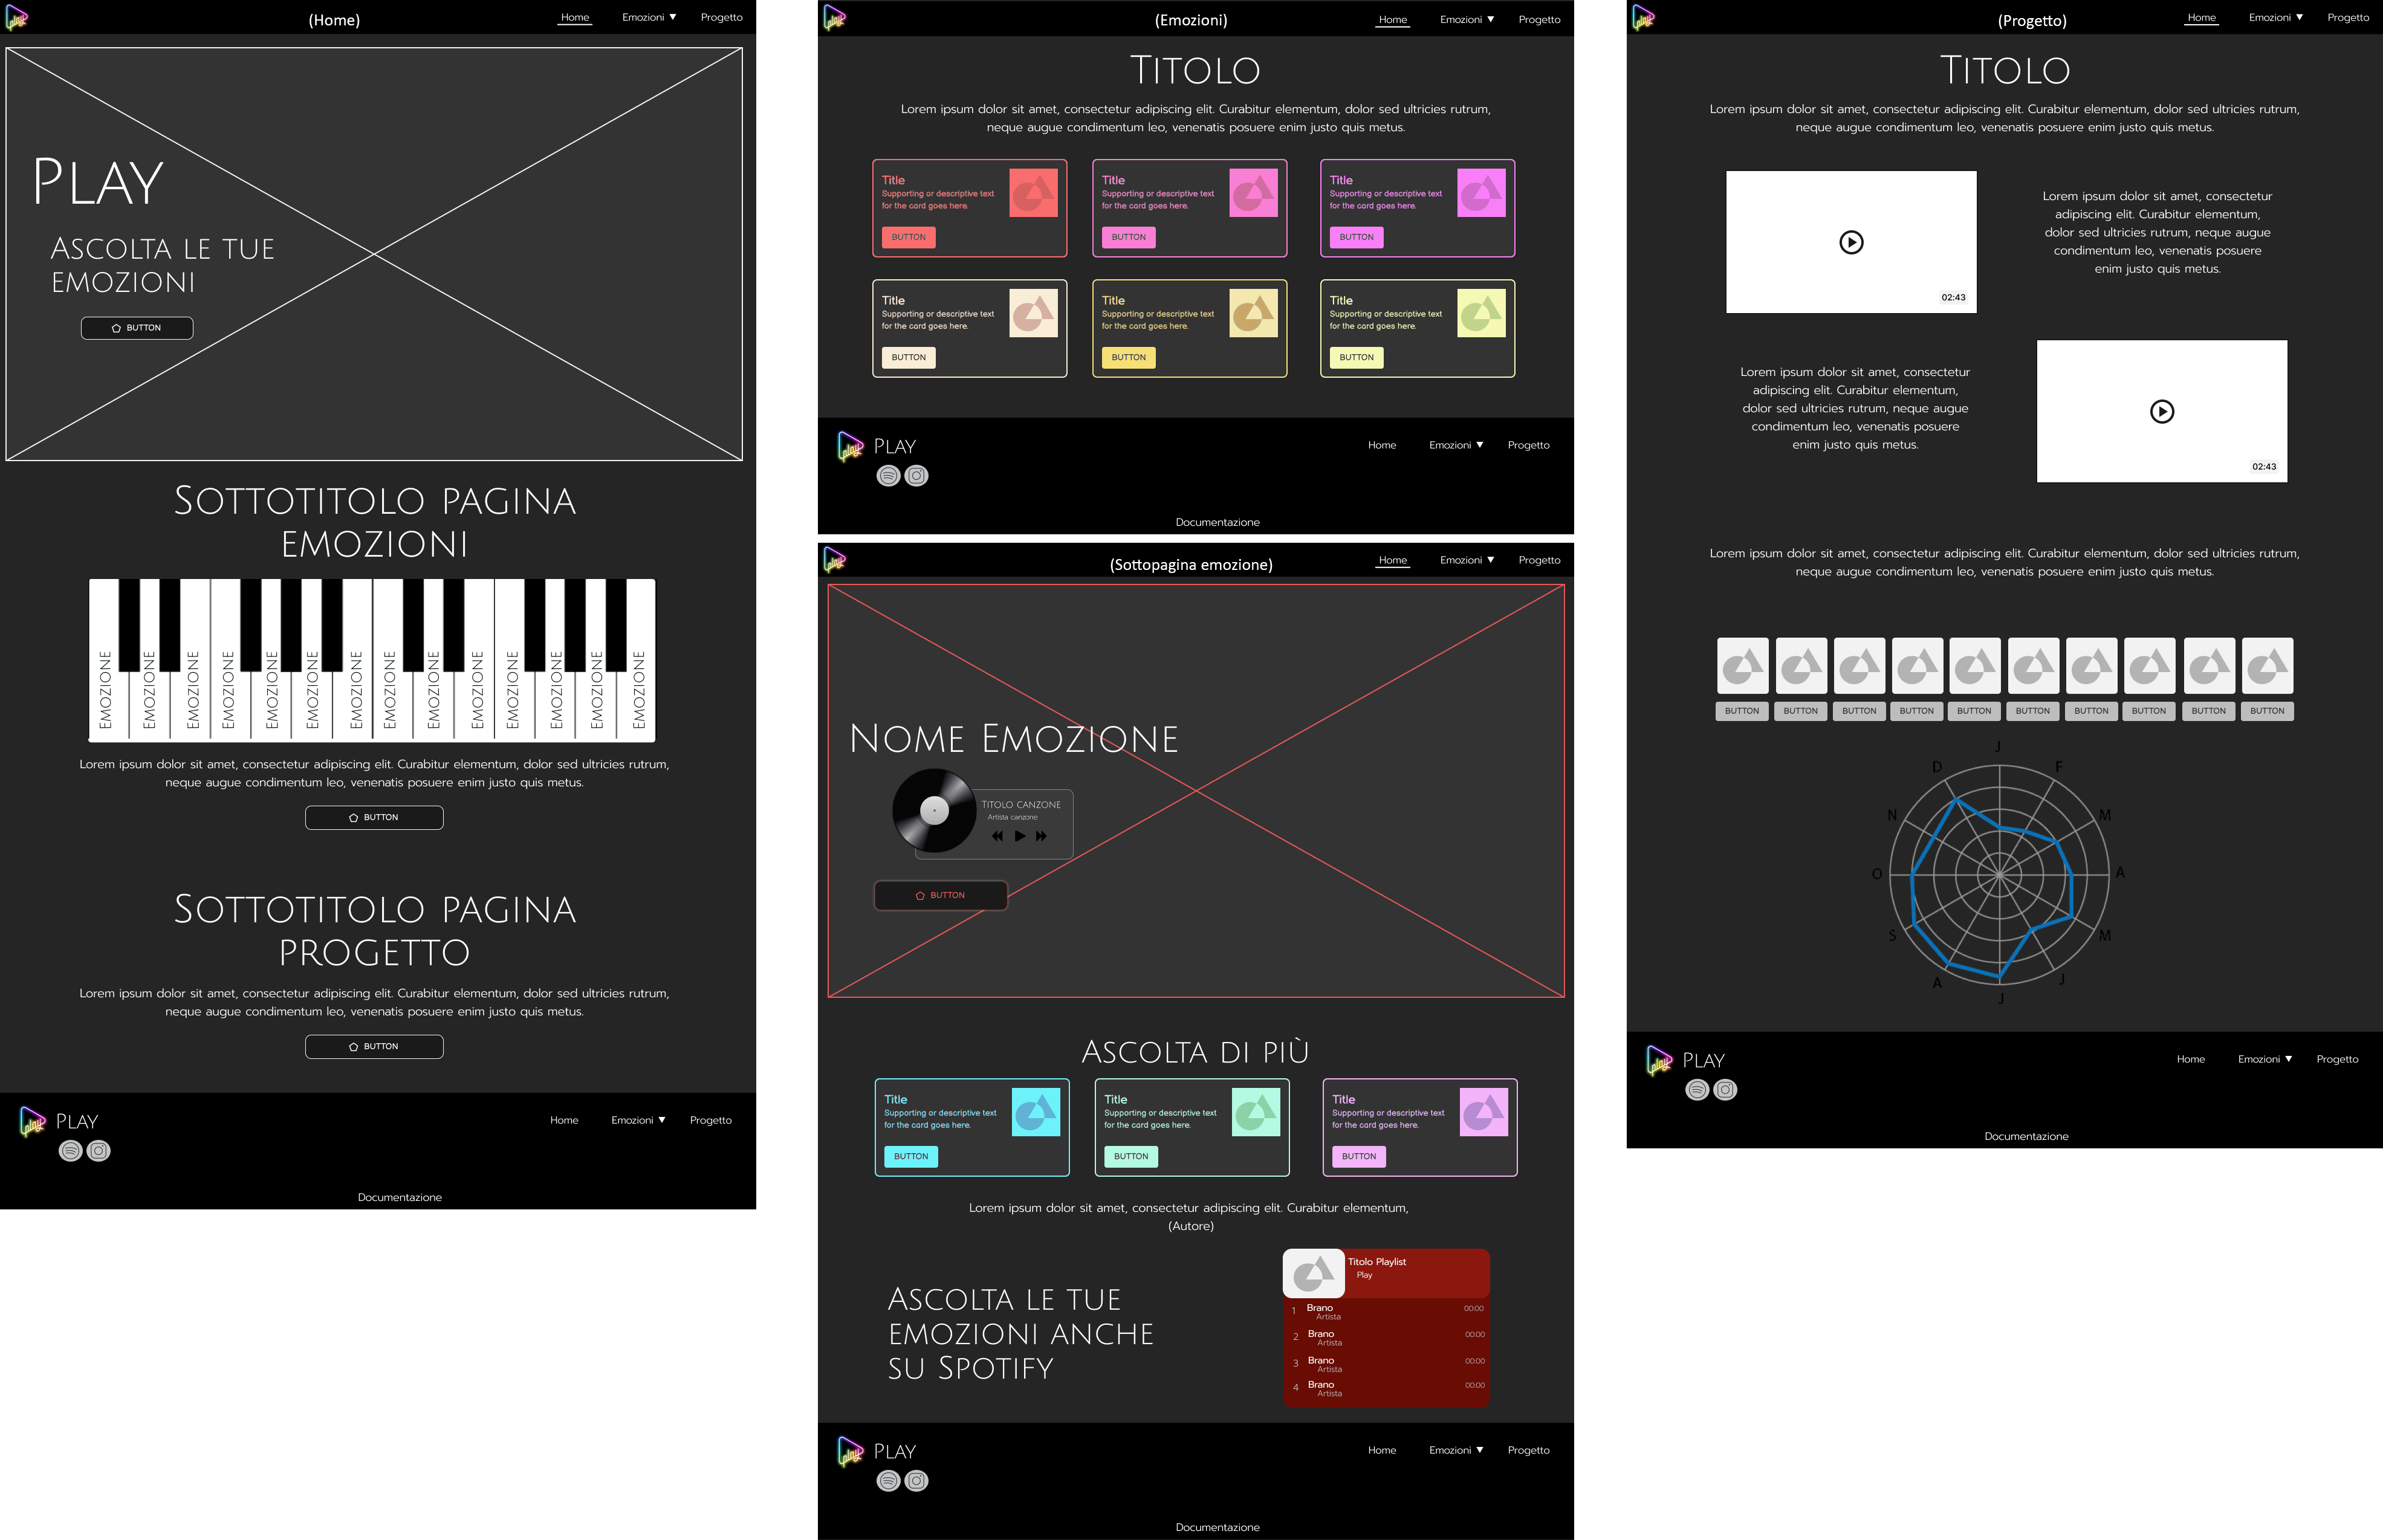 play
(Home)
Home
Emozioni ▼
Progetto
Play
Ascolta le tue
emozioni
BUTTON
Sottotitolo pagina
emozioni
EMOZIONE
EMOZIONE
EMOZIONE
EMOZIONE
EMOZIONE
EMOZIONE
EMOZIONE
EMOZIONE
EMOZIONE
EMOZIONE
EMOZIONE
EMOZIONE
EMOZIONE
EMOZIONE
Lorem ipsum dolor sit amet, consectetur adipiscing elit. Curabitur elementum, dolor sed ultricies rutrum,
neque augue condimentum leo, venenatis posuere enim justo quis metus.
BUTTON
Sottotitolo pagina
progetto
Lorem ipsum dolor sit amet, consectetur adipiscing elit. Curabitur elementum, dolor sed ultricies rutrum,
neque augue condimentum leo, venenatis posuere enim justo quis metus.
BUTTON
play
Play
Home
Emozioni ▼
Progetto
Documentazione
play
(Emozioni)
Home
Emozioni ▼
Progetto
Titolo
Lorem ipsum dolor sit amet, consectetur adipiscing elit. Curabitur elementum, dolor sed ultricies rutrum,
neque augue condimentum leo, venenatis posuere enim justo quis metus.
Title
Supporting or descriptive text
for the card goes here.
BUTTON
Title
Supporting or descriptive text
for the card goes here.
BUTTON
Title
Supporting or descriptive text
for the card goes here.
BUTTON
Title
Supporting or descriptive text
for the card goes here.
BUTTON
Title
Supporting or descriptive text
for the card goes here.
BUTTON
Title
Supporting or descriptive text
for the card goes here.
BUTTON
play
Play
Home
Emozioni ▼
Progetto
Documentazione
play
(Sottopagina emozione)
Home
Emozioni ▼
Progetto
Nome Emozione
Titolo canzone
Artista canzone
BUTTON
Ascolta di più
Title
Supporting or descriptive text
for the card goes here.
BUTTON
Title
Supporting or descriptive text
for the card goes here.
BUTTON
Title
Supporting or descriptive text
for the card goes here.
BUTTON
Lorem ipsum dolor sit amet, consectetur adipiscing elit. Curabitur elementum,
(Autore)
Ascolta le tue
emozioni anche
su Spotify
Titolo Playlist
Play
1 Brano 00:00
Artista
2 Brano 00:00
Artista
3 Brano 00:00
Artista
4 Brano 00:00
Artista
play
Play
Home
Emozioni ▼
Progetto
Documentazione
play
(Progetto)
Home
Emozioni ▼
Progetto
Titolo
Lorem ipsum dolor sit amet, consectetur adipiscing elit. Curabitur elementum, dolor sed ultricies rutrum,
neque augue condimentum leo, venenatis posuere enim justo quis metus.
02:43
Lorem ipsum dolor sit amet, consectetur
adipiscing elit. Curabitur elementum,
dolor sed ultricies rutrum, neque augue
condimentum leo, venenatis posuere
enim justo quis metus.
Lorem ipsum dolor sit amet, consectetur
adipiscing elit. Curabitur elementum,
dolor sed ultricies rutrum, neque augue
condimentum leo, venenatis posuere
enim justo quis metus.
02:43
Lorem ipsum dolor sit amet, consectetur adipiscing elit. Curabitur elementum, dolor sed ultricies rutrum,
neque augue condimentum leo, venenatis posuere enim justo quis metus.
BUTTON
BUTTON
BUTTON
BUTTON
BUTTON
BUTTON
BUTTON
BUTTON
BUTTON
BUTTON
J
F
M
A
M
J
J
A
S
O
N
D
play
Play
Home
Emozioni ▼
Progetto
Documentazione